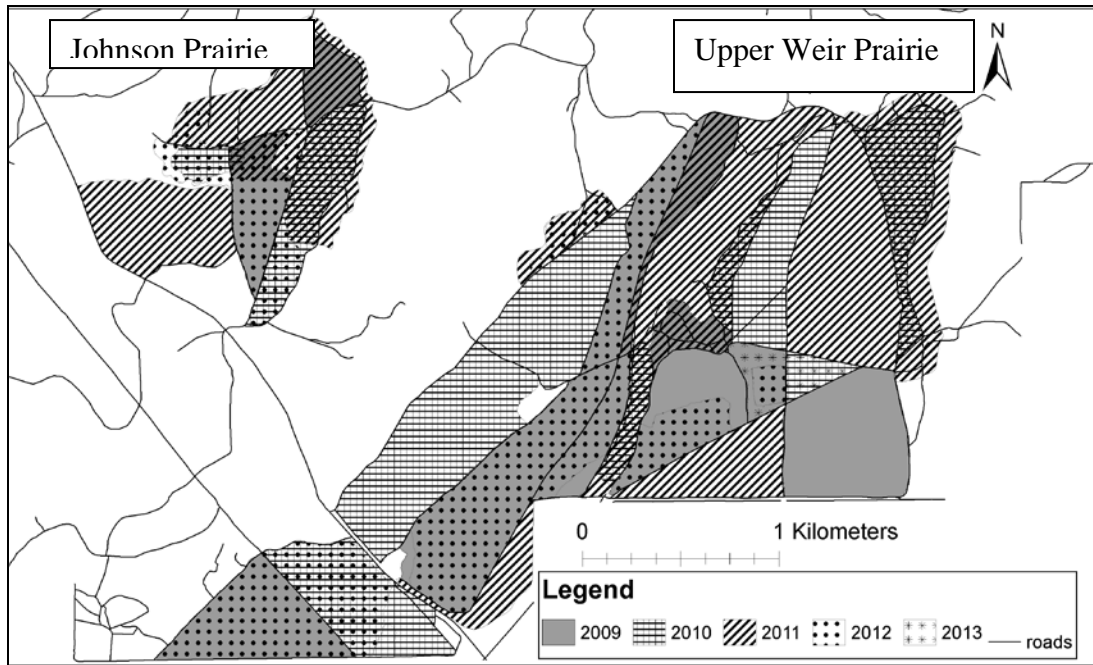 Johnson Prairie
Upper Weir Prairie
N
0 1 Kilometers
Legend
2009 2010 2011 2012 2013 roads